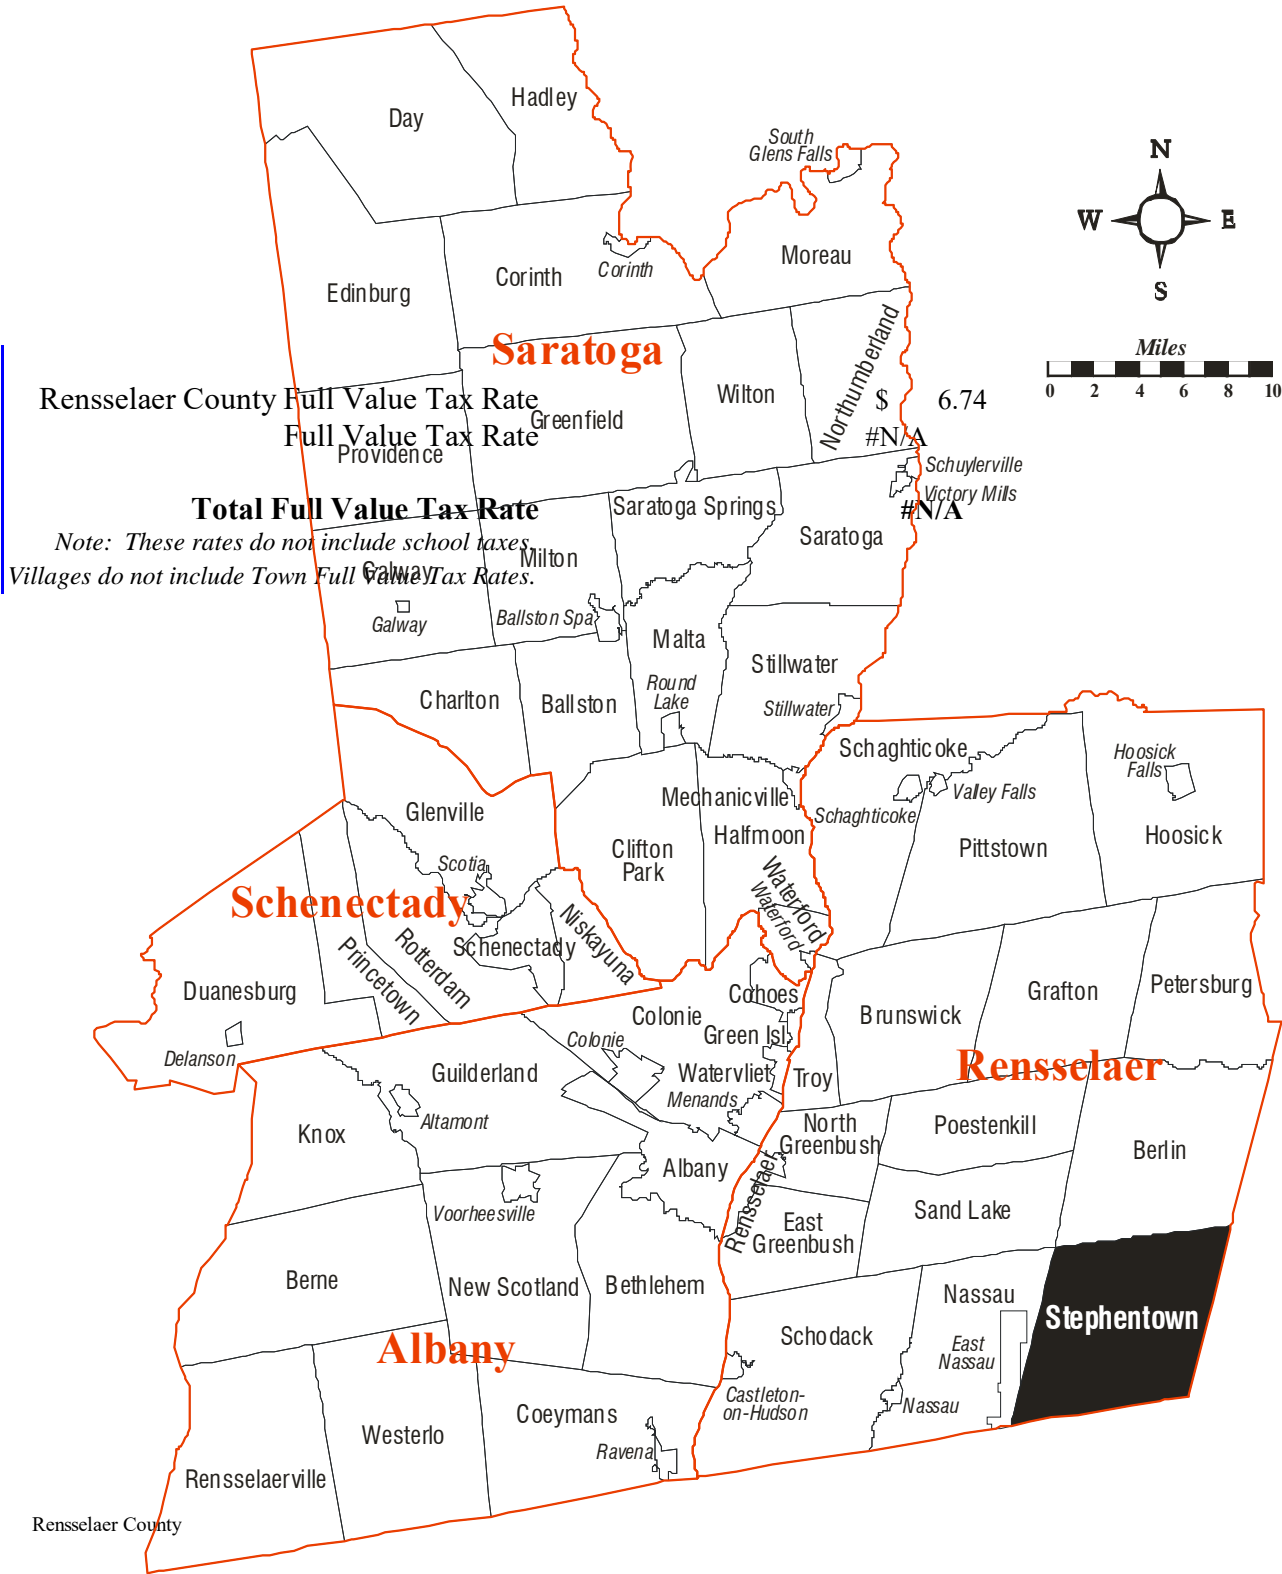 Hadley
Day
South
Glens Falls
N
W
E
S
Moreau
Corinth
Corinth
Edinburg
Northumberland
Saratoga
Miles
0 2 4 6 8 10
Rensselaer County Full Value Tax Rate $ 6.74
Wilton
Greenfield
Full Value Tax Rate #N/A
Providence
Schuylerville
Victory Mills
Saratoga Springs
Total Full Value Tax Rate #N/A
Saratoga
Note: These rates do not include school taxes.
Milton
Galway
Villages do not include Town Full Value Tax Rates.
Galway
Ballston Spa
Malta
Stillwater
Round
Lake
Charlton
Ballston
Stillwater
Schaghticoke
Hoosick
Falls
Valley Falls
Mechanicville
Schaghticoke
Glenville
Halfmoon
Hoosick
Clifton
Park
Pittstown
Scotia
Waterford
Waterford
Schenectady
Niskayuna
Schenectady
Rotterdam
Princetown
Duanesburg
Cohoes
Grafton
Petersburg
Colonie
Brunswick
Green Isl.
Colonie
Delanson
Rensselaer
Guilderland
Watervliet
Troy
Menands
Altamont
Knox
North
Greenbush
Poestenkill
Berlin
Albany
Rensselaer
Voorheesville
Sand Lake
East
Greenbush
Berne
New Scotland
Bethlehem
Nassau
Stephentown
Schodack
Albany
East
Nassau
Castleton-
on-Hudson
Nassau
Coeymans
Westerlo
Ravena
Rensselaerville
Rensselaer County